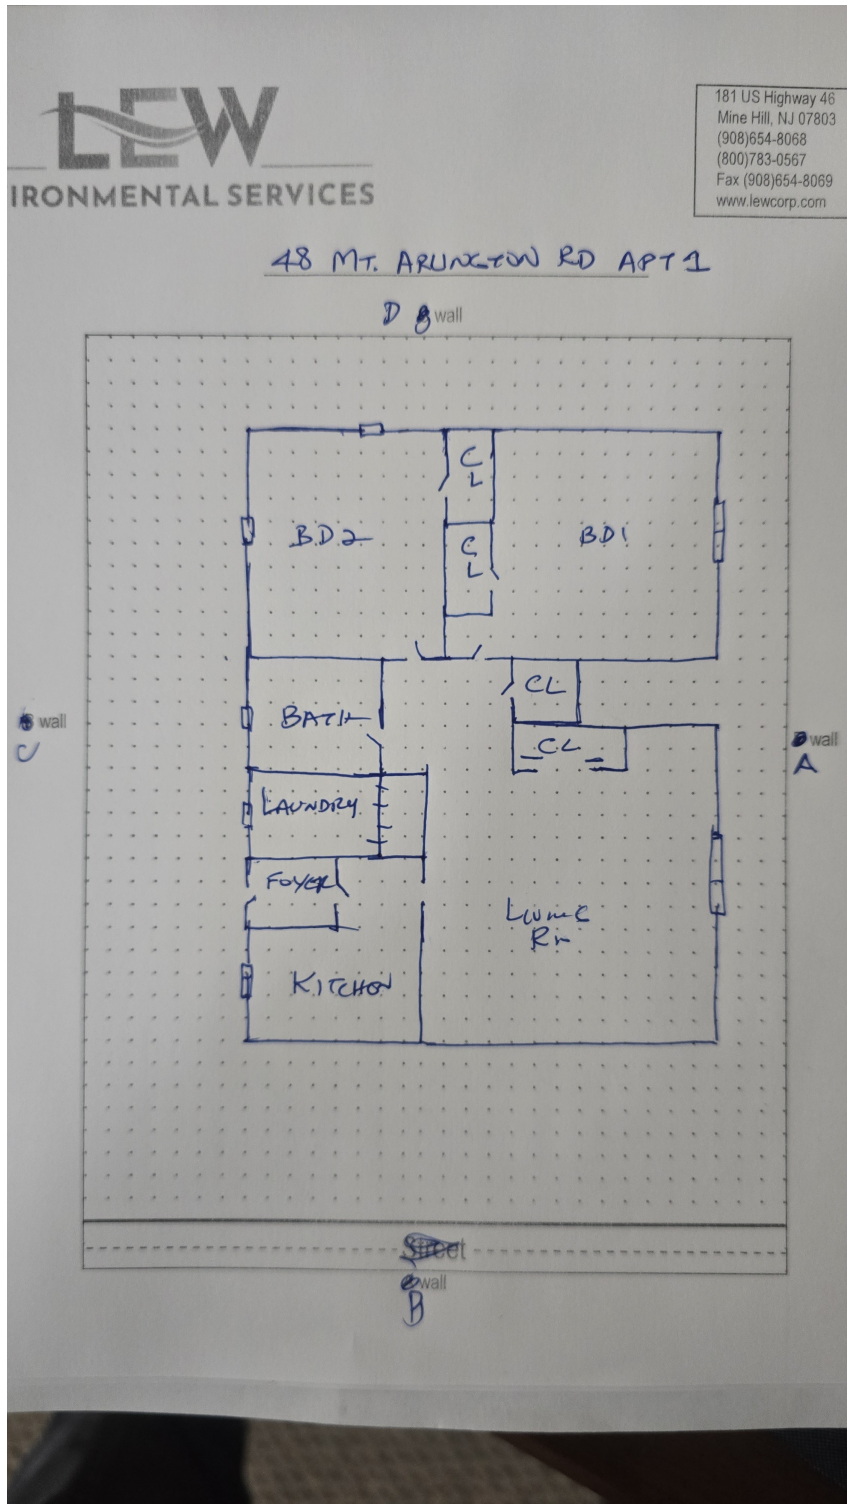 LEW
IRONMENTAL SERVICES
181 US Highway 46
Mine Hill, NJ 07803
(908)654-8068
(800)783-0567
Fax (908)654-8069
www.lewcorp.com
48 MT. ARLINGTON RD APT 1
D wall
CL
BD2
BD1
CL
CL
BATH
wall
C
CL
wall
A
LAUNDRY
FOYER
LIVING
Rm
KITCHEN
Street
wall
B